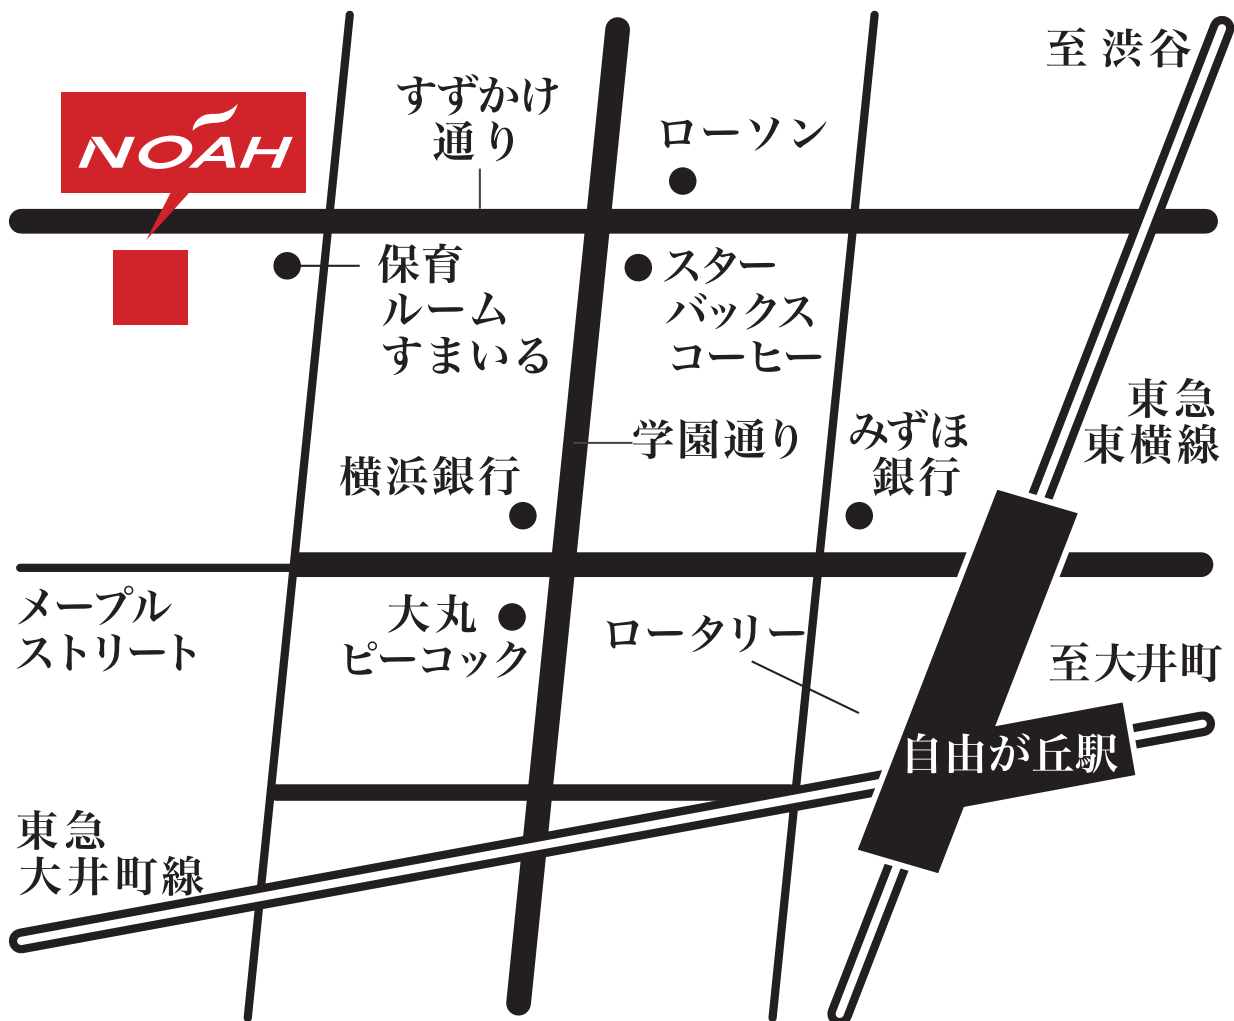 至 渋谷
すずかけ
通り
NOAH
ローソン
保育
ルーム
すまいる
スター
バックス
コーヒー
東急
東横線
学園通り
みずほ
銀行
横浜銀行
メープル
ストリート
大丸
ピーコック
ロータリー
至大井町
自由が丘駅
東急
大井町線